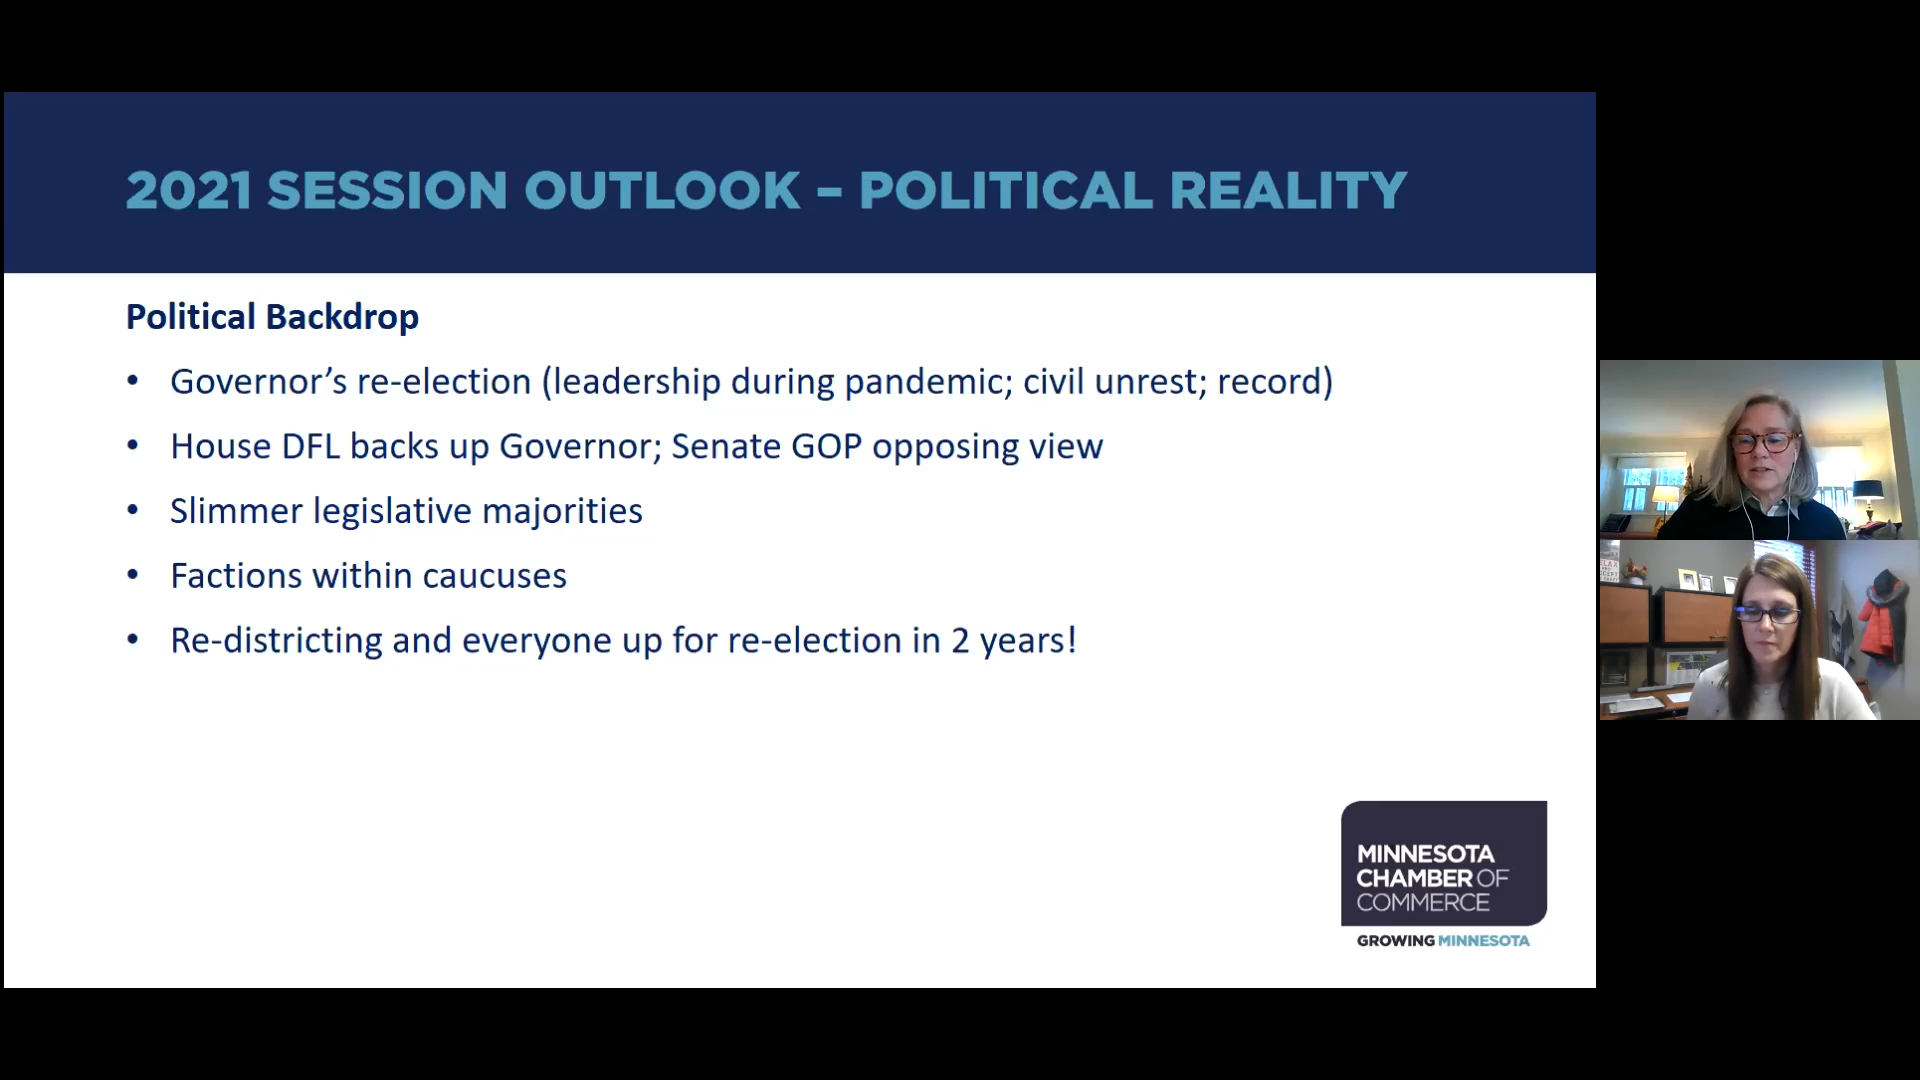 2021 SESSION OUTLOOK – POLITICAL REALITY
Political Backdrop
• Governor’s re-election (leadership during pandemic; civil unrest; record)
• House DFL backs up Governor; Senate GOP opposing view
• Slimmer legislative majorities
• Factions within caucuses
• Re-districting and everyone up for re-election in 2 years!
MINNESOTA
CHAMBER OF
COMMERCE
GROWING MINNESOTA